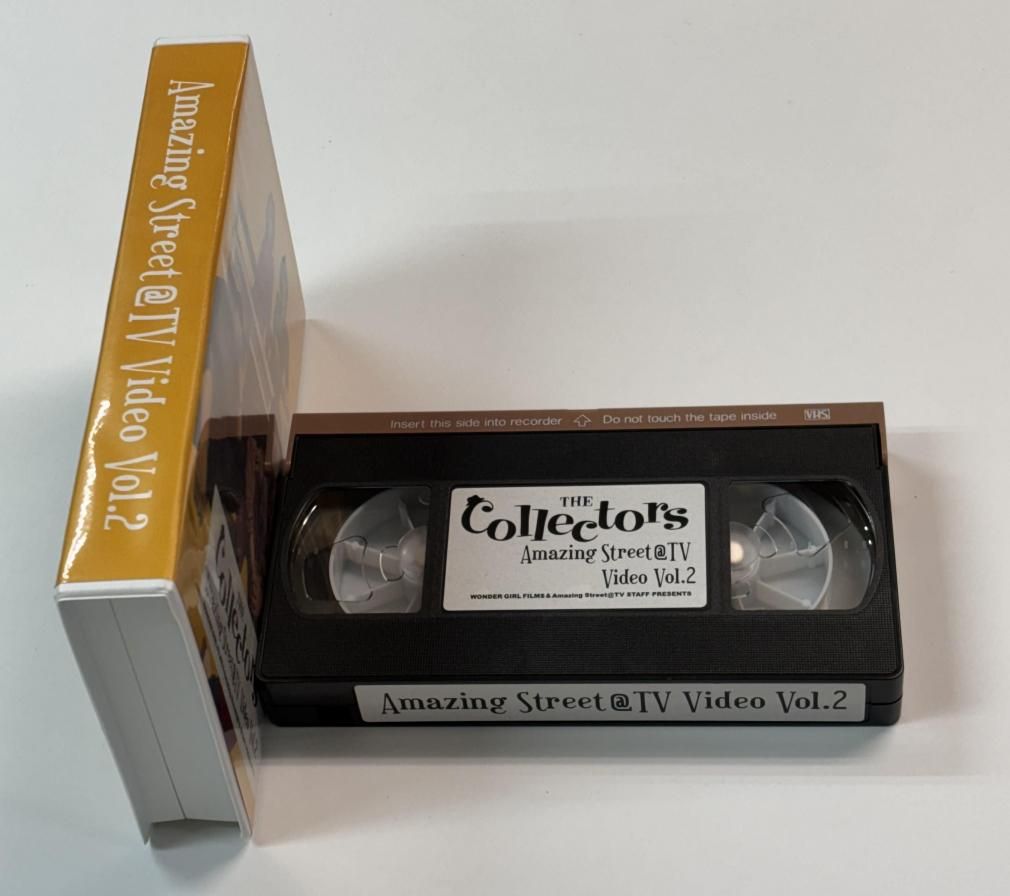 Amazing Street@TV Video Vol.2
Insert this side into recorder ⇧ Do not touch the tape inside VHS
THE
Collectors
Amazing Street@TV
Video Vol.2
WONDER GIRL FILMS & Amazing Street@TV STAFF PRESENTS
Amazing Street@TV Video Vol.2
Collectors